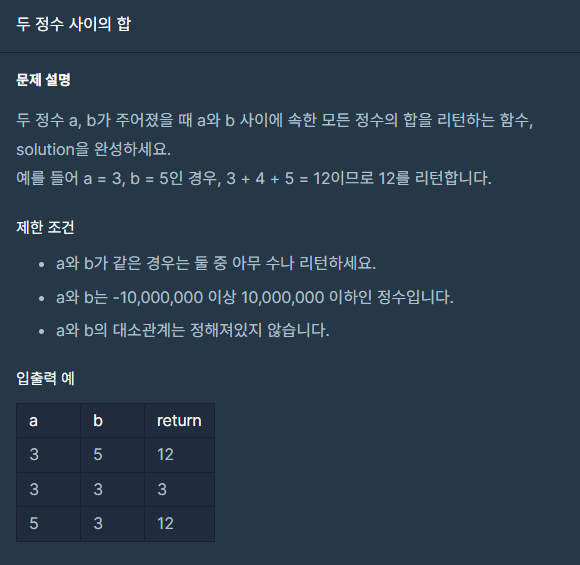 두 정수 사이의 합
문제 설명
두 정수 a, b가 주어졌을 때 a와 b 사이에 속한 모든 정수의 합을 리턴하는 함수,
solution을 완성하세요.
예를 들어 a = 3, b = 5인 경우, 3 + 4 + 5 = 12이므로 12를 리턴합니다.
제한 조건
• a와 b가 같은 경우는 둘 중 아무 수나 리턴하세요.
• a와 b는 -10,000,000 이상 10,000,000 이하인 정수입니다.
• a와 b의 대소관계는 정해져있지 않습니다.
입출력 예
a b return
3 5 12
3 3 3
5 3 12